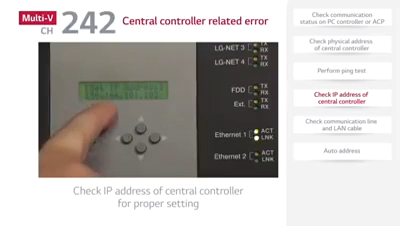 Multi-V
CH
242
Central controller related error
LG-NET 3
TX
RX
LG-NET 4
TX
RX
FDD
TX
RX
Ext.
TX
RX
Ethernet 1
ACT
LNK
Ethernet 2
ACT
LNK
Check IP address of central controller
for proper setting
Check communication
status on PC controller or ACP
Check physical address
of central controller
Perform ping test
Check IP address of
central controller
Check communication line
and LAN cable
Auto address